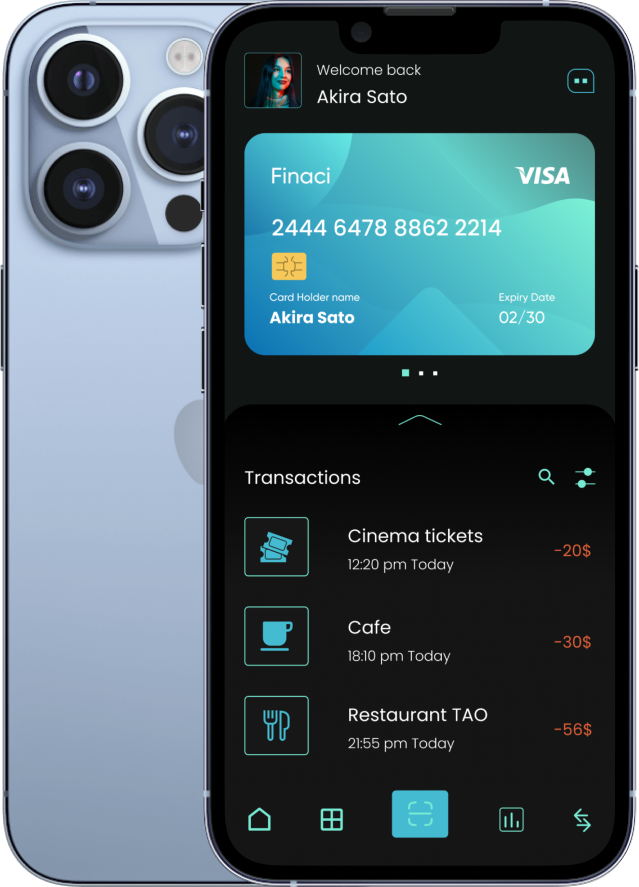 Welcome back
Akira Sato
Finaci
VISA
2444 6478 8862 2214
Card Holder name
Expiry Date
Akira Sato
02/30
Transactions
Cinema tickets
12:20 pm Today
-20$
Cafe
18:10 pm Today
-30$
Restaurant TAO
21:55 pm Today
-56$